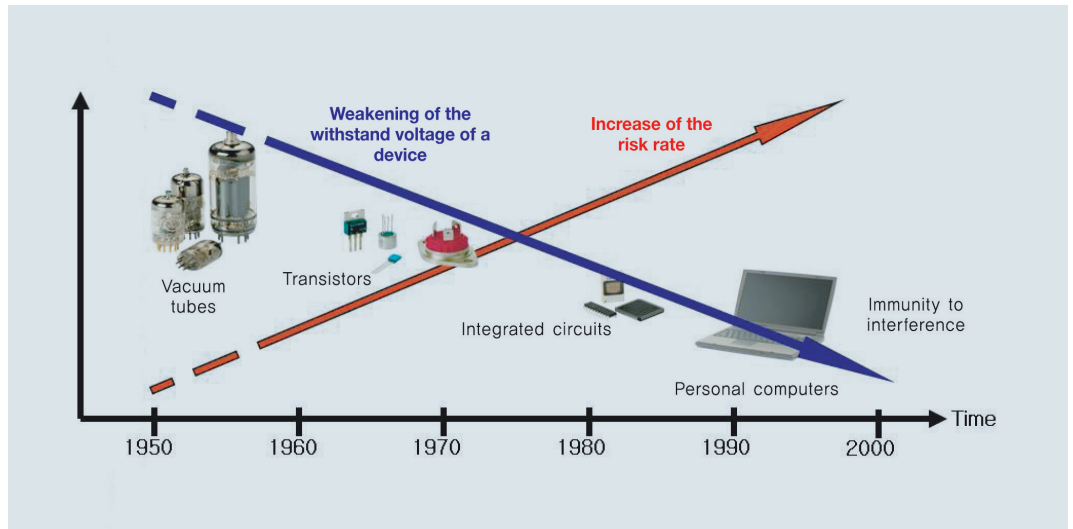 Weakening of the
withstand voltage of a
device
Increase of the
risk rate
Vacuum
tubes
Transistors
Integrated circuits
Immunity to
interference
Personal computers
Time
1950
1960
1970
1980
1990
2000